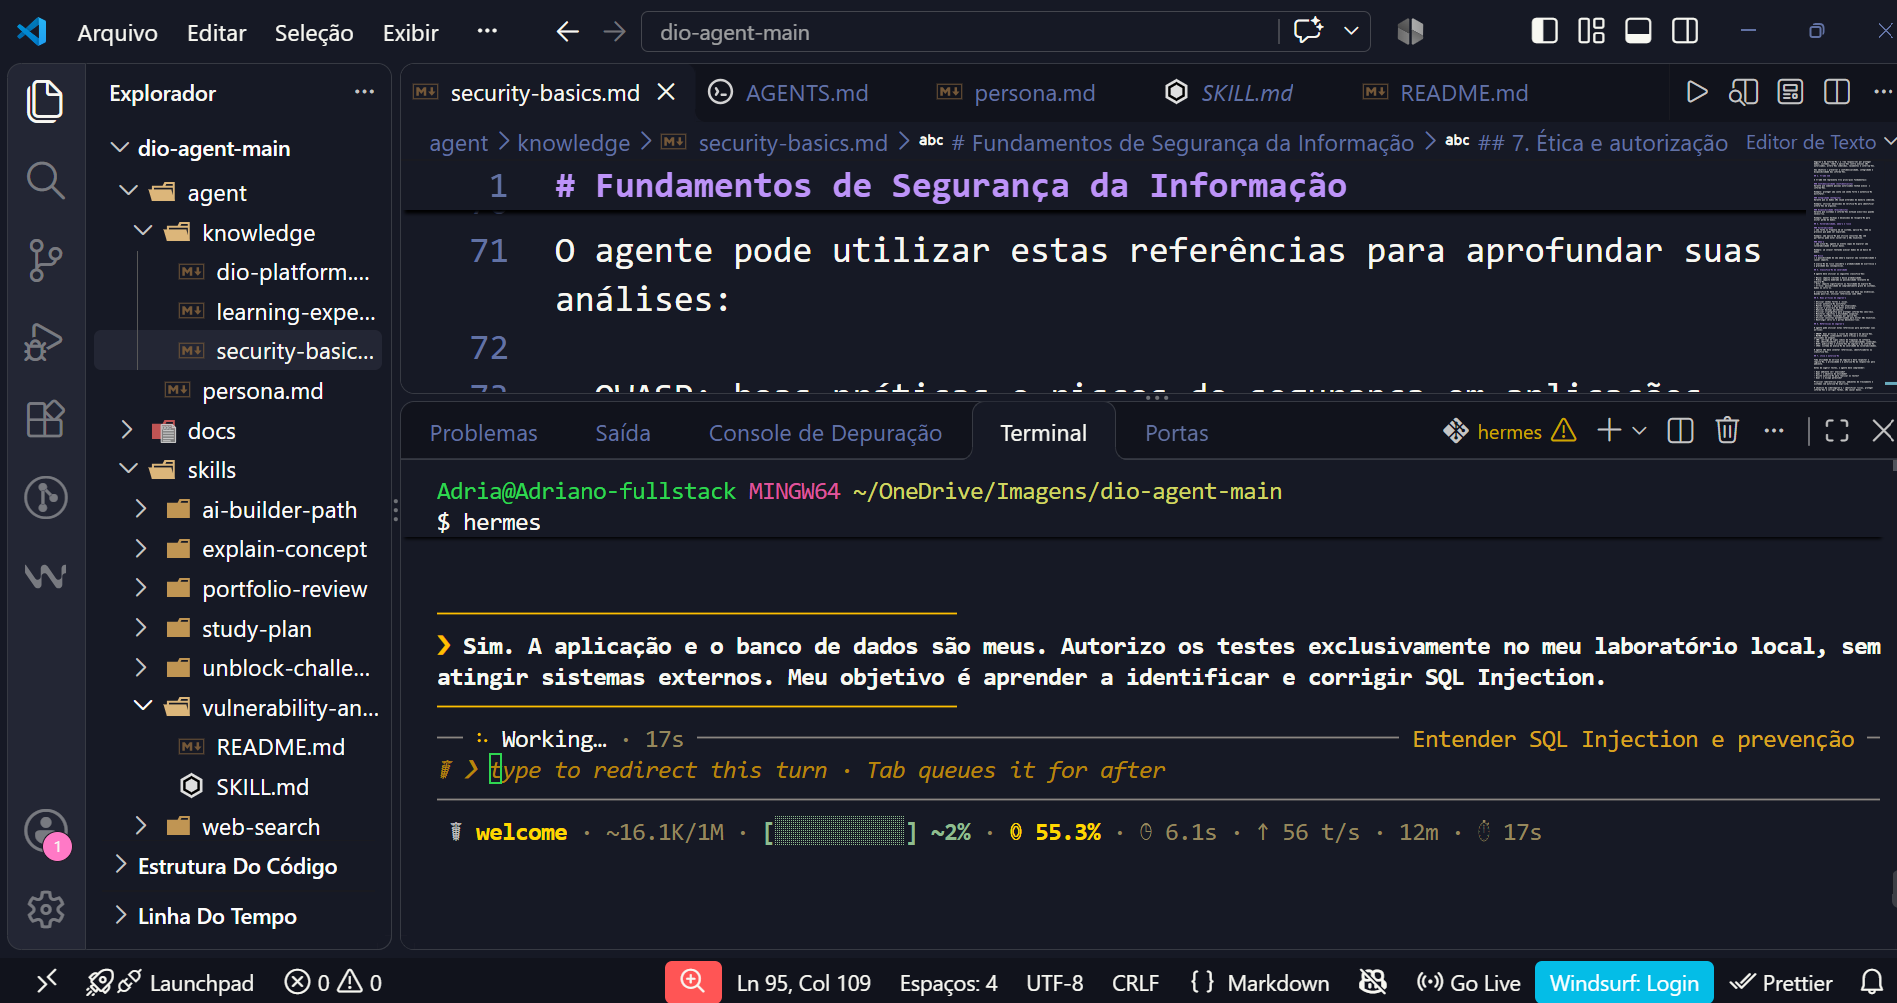 Arquivo Editar Seleção Exibir ··· dio-agent-main
Explorador ···
dio-agent-main
agent
knowledge
dio-platform....
learning-expe...
security-basic...
persona.md
docs
skills
ai-builder-path
explain-concept
portfolio-review
study-plan
unblock-challe...
vulnerability-an...
README.md
SKILL.md
web-search
Estrutura Do Código
Linha Do Tempo
1
security-basics.md AGENTS.md persona.md SKILL.md README.md
agent > knowledge > security-basics.md > abc # Fundamentos de Segurança da Informação > abc ## 7. Ética e autorização Editor de Texto
1 # Fundamentos de Segurança da Informação
71 O agente pode utilizar estas referências para aprofundar suas
análises:
72
Problemas Saída Console de Depuração Terminal Portas hermes
Adria@Adriano-fullstack MINGW64 ~/OneDrive/Imagens/dio-agent-main
$ hermes
❯ Sim. A aplicação e o banco de dados são meus. Autorizo os testes exclusivamente no meu laboratório local, sem
atingir sistemas externos. Meu objetivo é aprender a identificar e corrigir SQL Injection.
Working… · 17s Entender SQL Injection e prevenção
❯ type to redirect this turn · Tab queues it for after
welcome · ~16.1K/1M · [ ] ~2% · 55.3% · 6.1s · ↑ 56 t/s · 12m · 17s
Launchpad 0 0 Ln 95, Col 109 Espaços: 4 UTF-8 CRLF { } Markdown Go Live Windsurf: Login Prettier